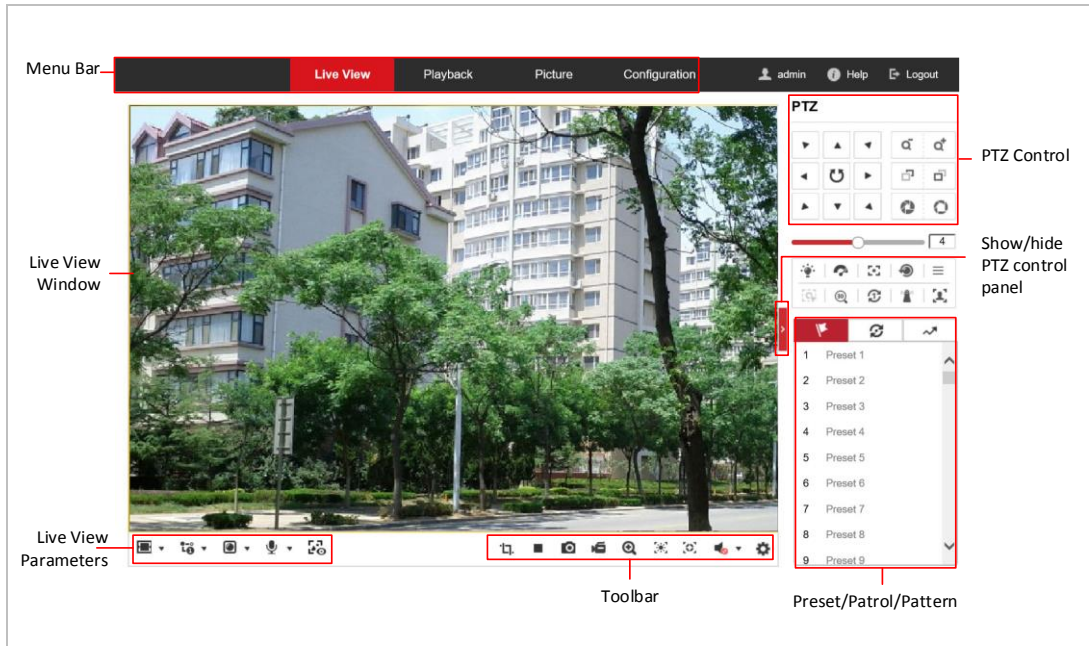 Menu Bar
Live View
Playback
Picture
Configuration
admin
Help
Logout
PTZ
PTZ Control
4
Show/hide
PTZ control
panel
Live View
Window
1 Preset 1
2 Preset 2
3 Preset 3
4 Preset 4
5 Preset 5
6 Preset 6
7 Preset 7
8 Preset 8
9 Preset 9
Live View
Parameters
Toolbar
Preset/Patrol/Pattern